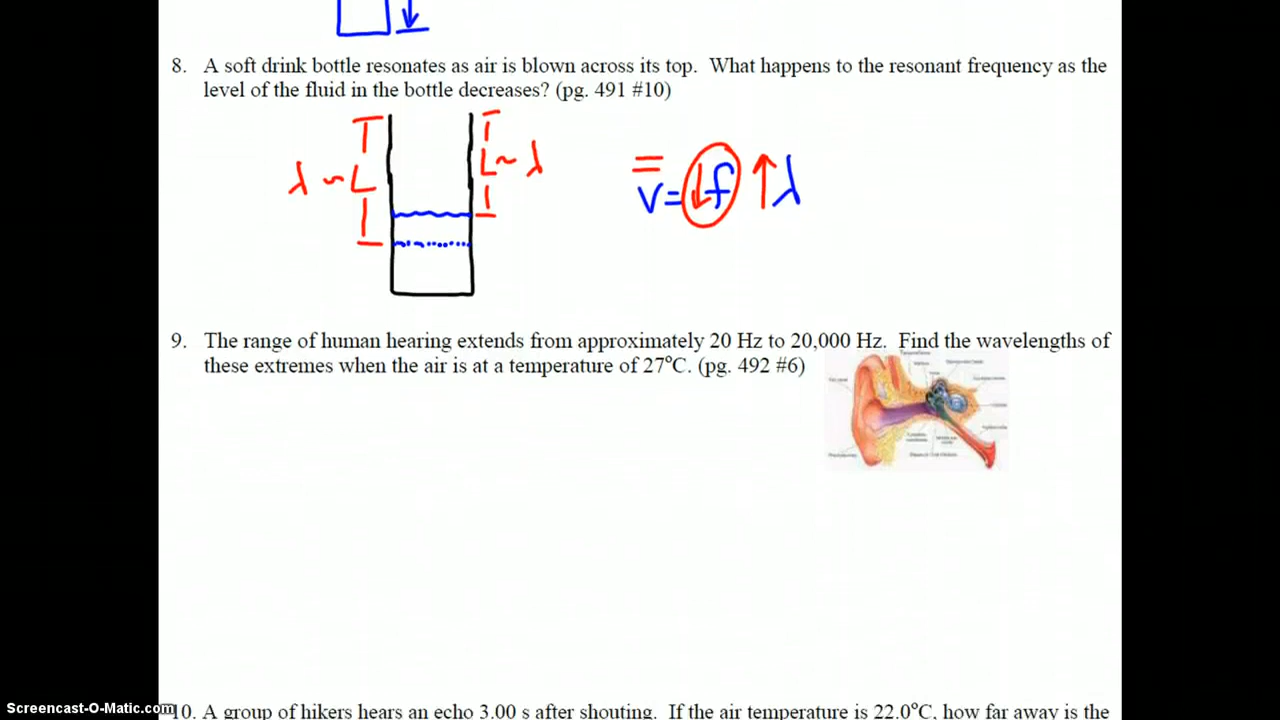 8. A soft drink bottle resonates as air is blown across its top. What happens to the resonant frequency as the
level of the fluid in the bottle decreases? (pg. 491 #10)
λ ~ L
L ~ λ
v = ↓f ↑λ
9. The range of human hearing extends from approximately 20 Hz to 20,000 Hz. Find the wavelengths of
these extremes when the air is at a temperature of 27°C. (pg. 492 #6)
10. A group of hikers hears an echo 3.00 s after shouting. If the air temperature is 22.0°C, how far away is the
Screencast-O-Matic.com